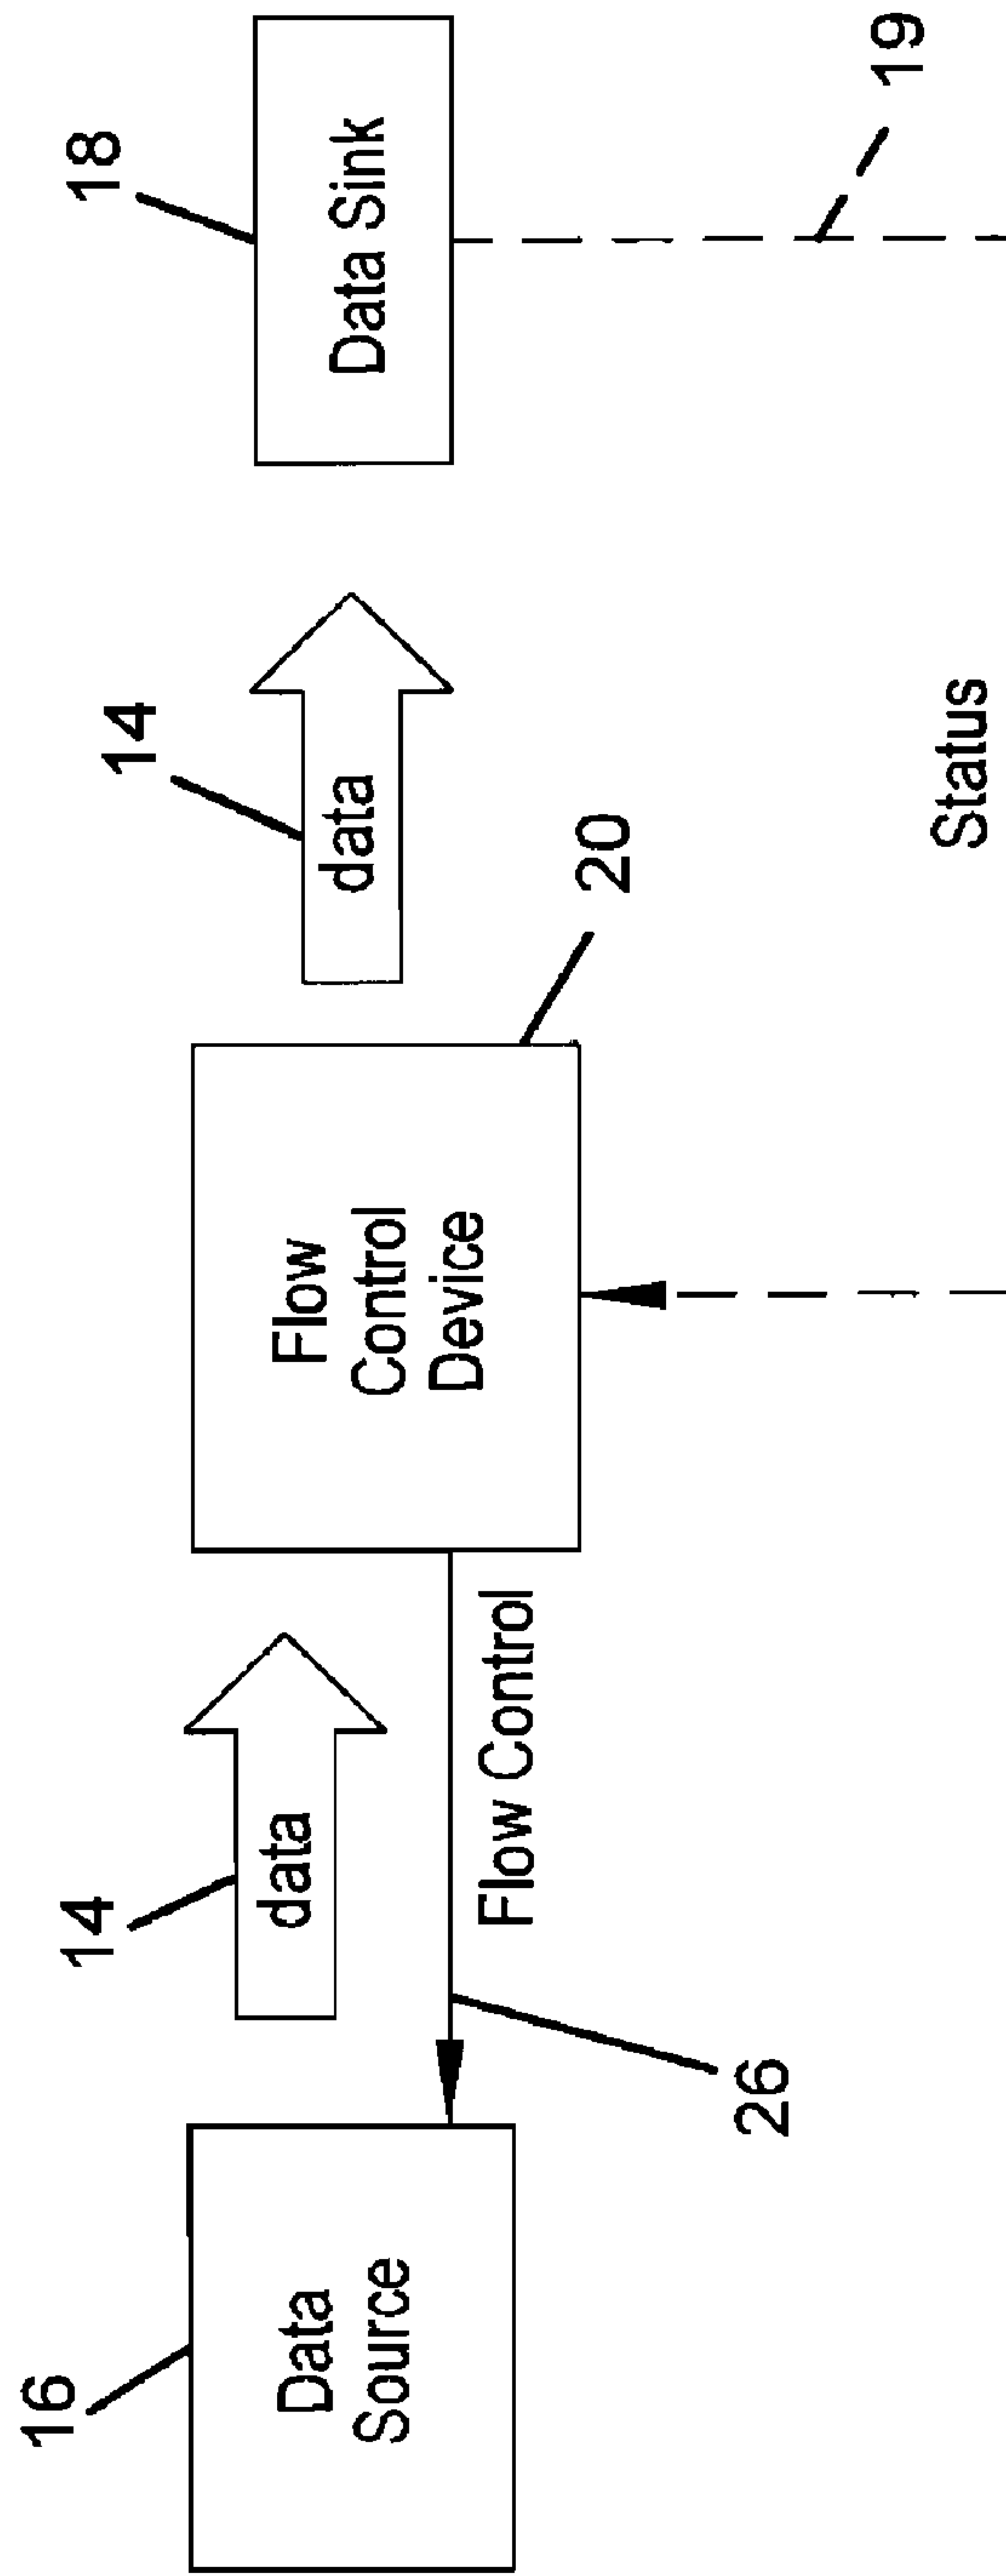 16
Data
Source
14
data
26
Flow Control
Flow
Control
Device
20
14
data
18
Data Sink
19
Status